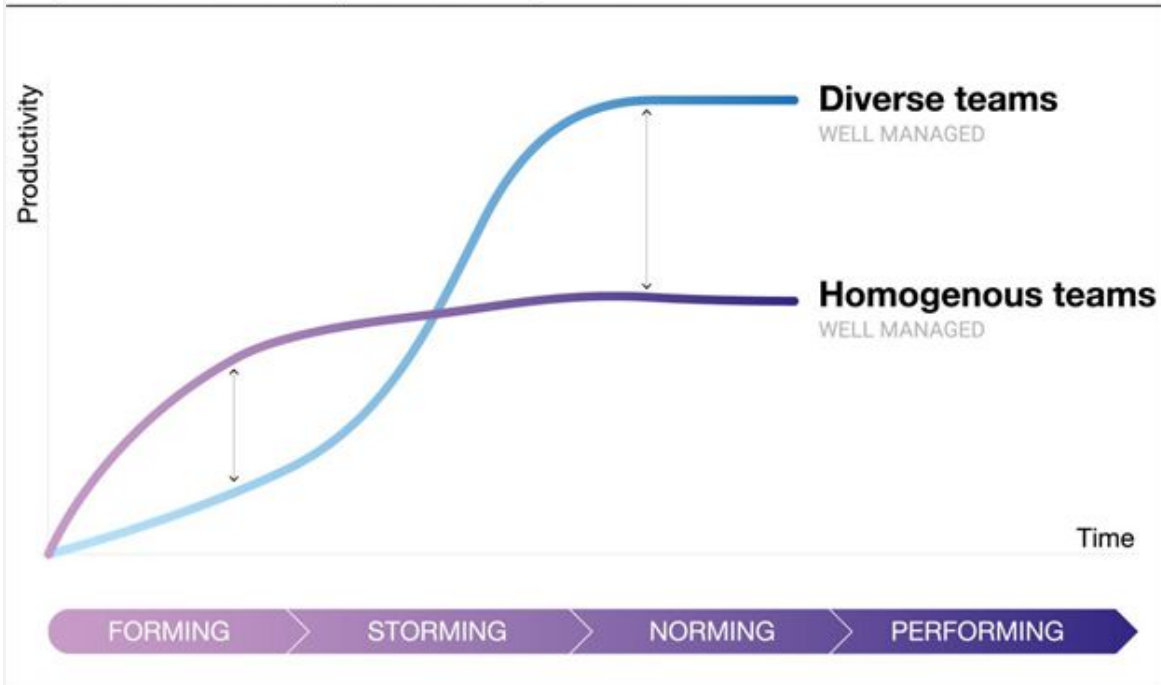 Productivity
Diverse teams
WELL MANAGED
Homogenous teams
WELL MANAGED
Time
FORMING
STORMING
NORMING
PERFORMING